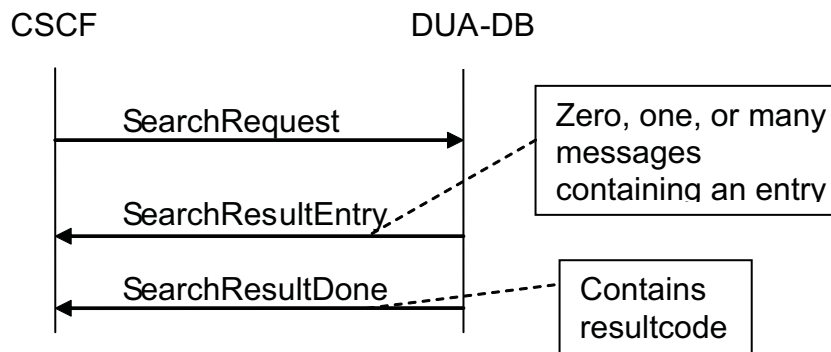 CSCF
DUA-DB
SearchRequest
Zero, one, or many
messages
containing an entry
SearchResultEntry
SearchResultDone
Contains
resultcode